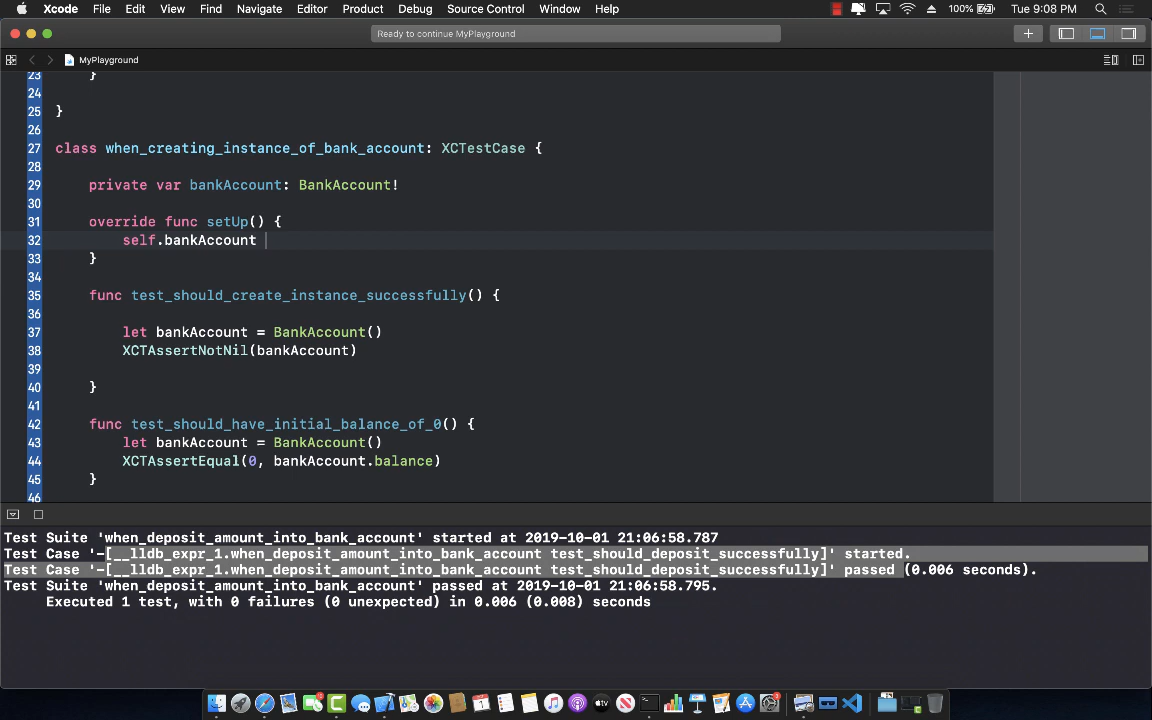 Xcode File Edit View Find Navigate Editor Product Debug Source Control Window Help 100% Tue 9:08 PM
Ready to continue MyPlayground
MyPlayground
23 }
24
25 }
26
27 class when_creating_instance_of_bank_account: XCTestCase {
28
29 private var bankAccount: BankAccount!
30
31 override func setUp() {
32 self.bankAccount
33 }
34
35 func test_should_create_instance_successfully() {
36
37 let bankAccount = BankAccount()
38 XCTAssertNotNil(bankAccount)
39
40 }
41
42 func test_should_have_initial_balance_of_0() {
43 let bankAccount = BankAccount()
44 XCTAssertEqual(0, bankAccount.balance)
45 }
46
Test Suite 'when_deposit_amount_into_bank_account' started at 2019-10-01 21:06:58.787
Test Case '-[__lldb_expr_1.when_deposit_amount_into_bank_account test_should_deposit_successfully]' started.
Test Case '-[__lldb_expr_1.when_deposit_amount_into_bank_account test_should_deposit_successfully]' passed (0.006 seconds).
Test Suite 'when_deposit_amount_into_bank_account' passed at 2019-10-01 21:06:58.795.
Executed 1 test, with 0 failures (0 unexpected) in 0.006 (0.008) seconds